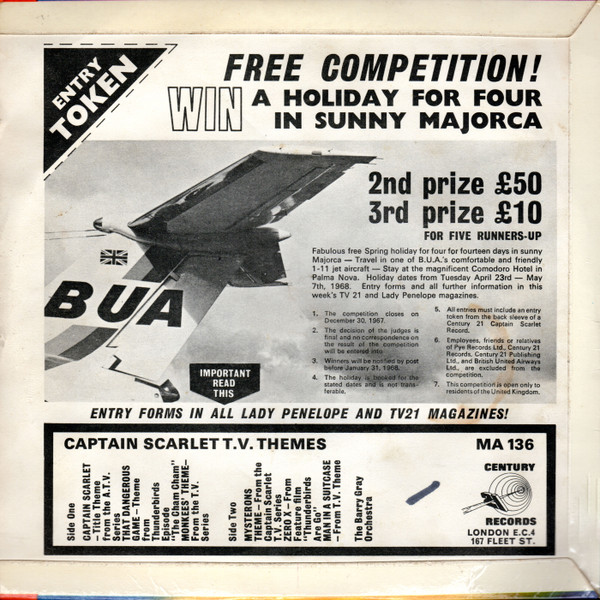 ENTRY
TOKEN
FREE COMPETITION!
WIN A HOLIDAY FOR FOUR
IN SUNNY MAJORCA
2nd prize £50
3rd prize £10
FOR FIVE RUNNERS-UP
Fabulous free Spring holiday for four for fourteen days in sunny
Majorca — Travel in one of B.U.A.'s comfortable and friendly
1-11 jet aircraft — Stay at the magnificent Comodoro Hotel in
Palma Nova. Holiday dates from Tuesday April 23rd — May
7th, 1968. Entry forms and all further information in this
week's TV 21 and Lady Penelope magazines.
1. The competition closes on
December 30, 1967.
2. The decision of the judges is
final and no correspondence on
the result of the competition
will be entered into
3. Winners will be notified by post
before January 31, 1968.
4. The holiday is booked for the
stated dates and is not trans-
ferable.
5. All entries must include an entry
token from the back sleeve of a
Century 21 Captain Scarlet
Record.
6. Employees, friends or relatives
of Pye Records Ltd., Century 21
Records, Century 21 Publishing
Ltd., and British United Airways
Ltd., are excluded from the
competition.
7. This competition is open only to
residents of the United Kingdom.
BUA
IMPORTANT
READ
THIS
ENTRY FORMS IN ALL LADY PENELOPE AND TV21 MAGAZINES!
CAPTAIN SCARLET T.V. THEMES
MA 136
Side One
CAPTAIN SCARLET
– Title Theme
from the A.T.V.
Series
THAT DANGEROUS
GAME – Theme
from
Thunderbirds
Episode
"The Cham Cham"
MONKEES' THEME–
From the T.V.
Series
Side Two
MYSTERONS
THEME – From the
Captain Scarlet
T.V. Series
ZERO X – From
Feature film
"Thunderbirds
Are Go"
MAN IN A SUITCASE
– From T.V. Theme
The Barry Gray
Orchestra
CENTURY
21
RECORDS
LONDON E.C.4
167 FLEET ST.